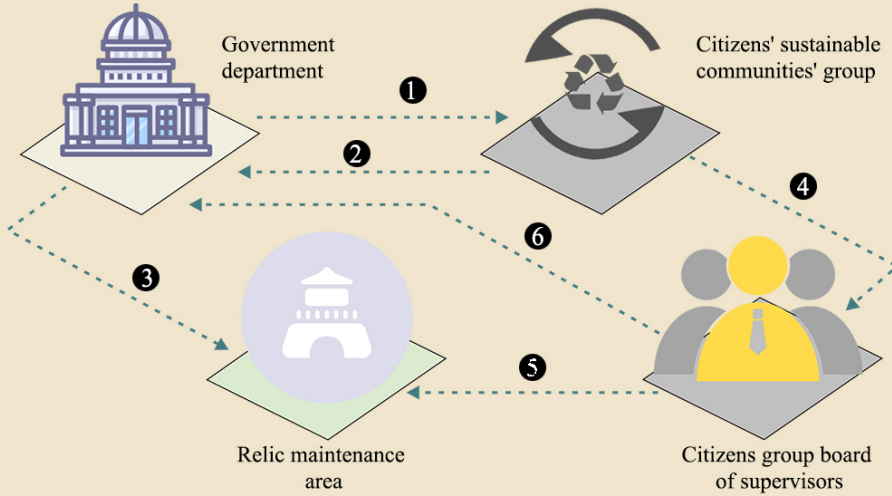 Government
department
Citizens' sustainable
communities' group
1
2
4
6
3
5
Relic maintenance
area
Citizens group board
of supervisors